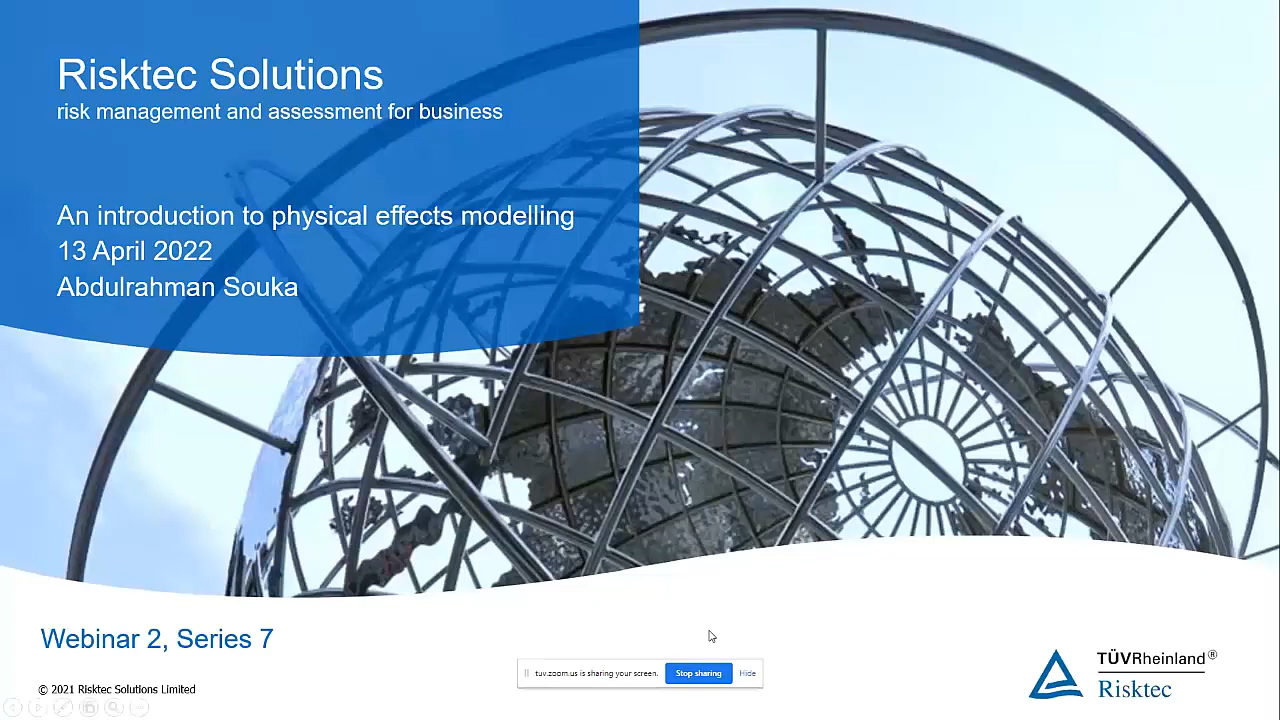 Risktec Solutions
risk management and assessment for business
An introduction to physical effects modelling
13 April 2022
Abdulrahman Souka
Webinar 2, Series 7
© 2021 Risktec Solutions Limited
tuv.zoom.us is sharing your screen.
Stop sharing
Hide
TÜVRheinland®
Risktec